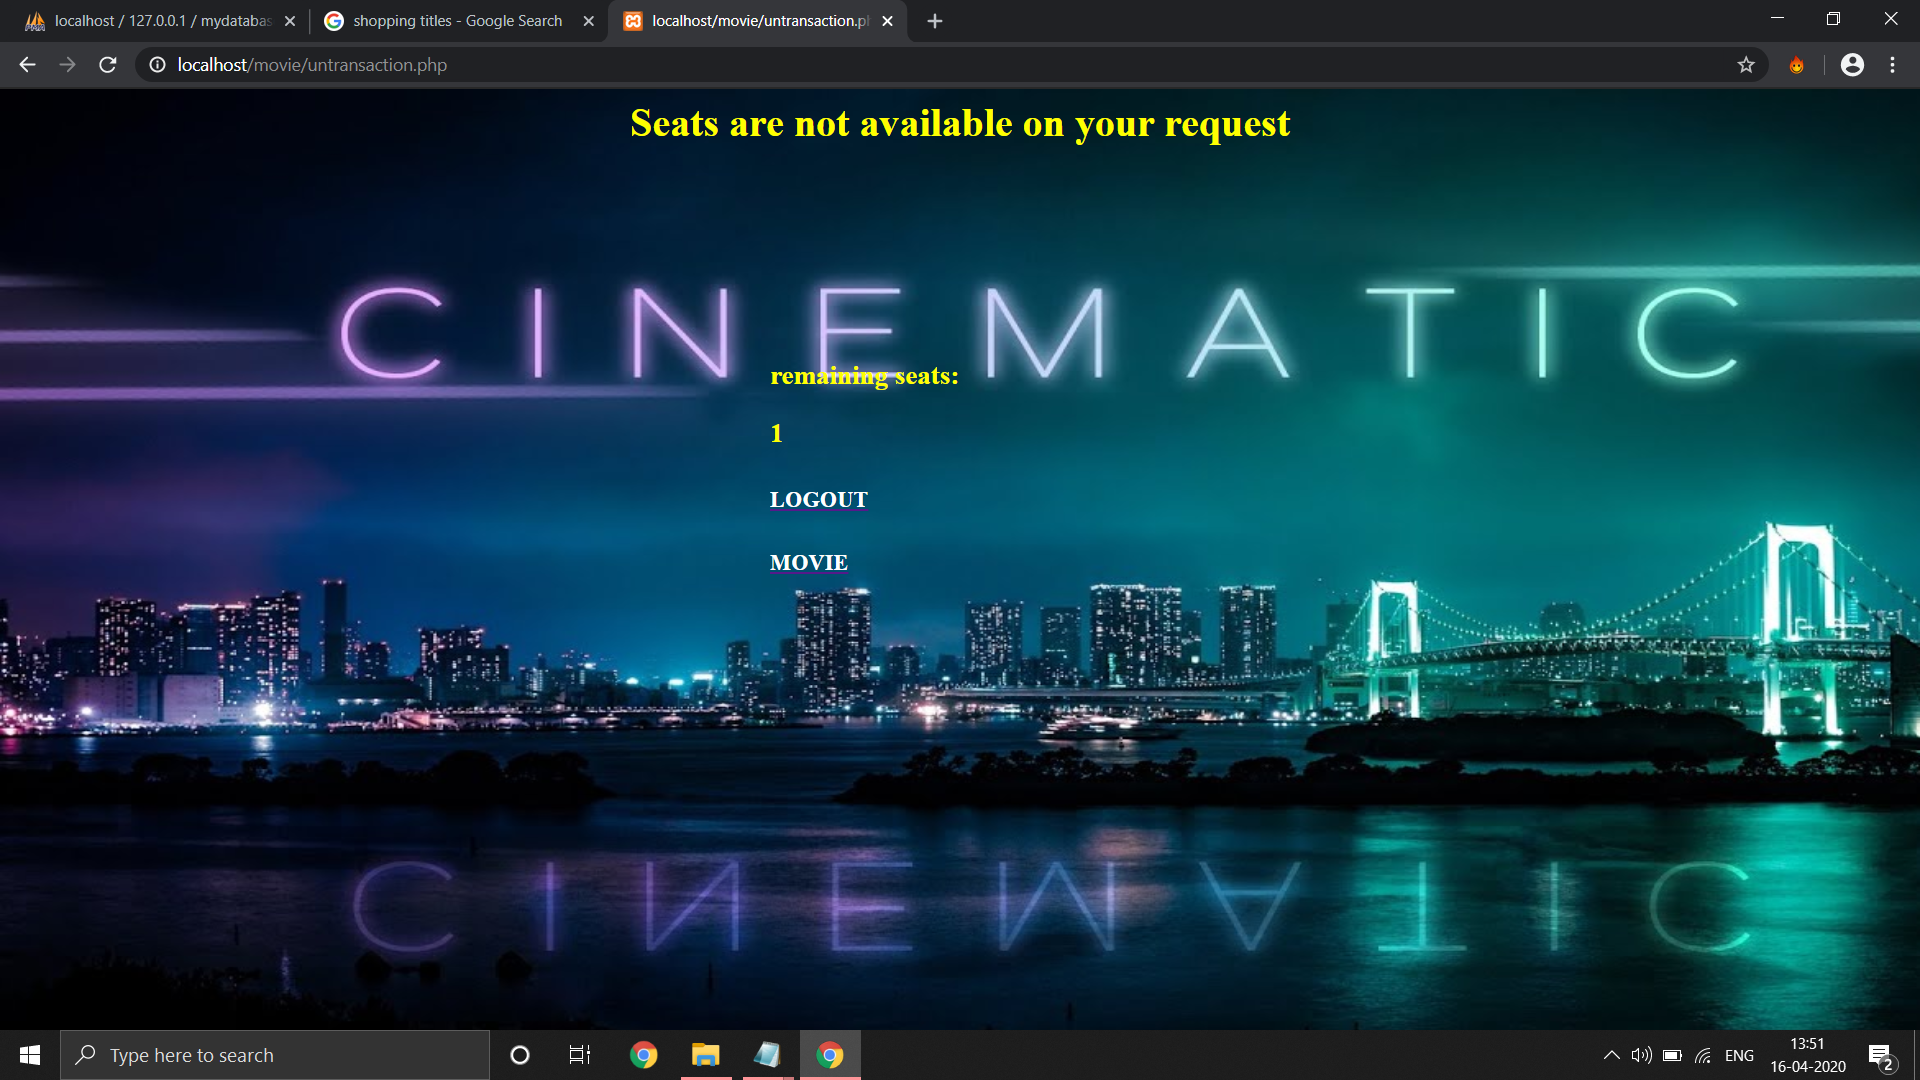 localhost / 127.0.0.1 / mydatabas
shopping titles - Google Search
localhost/movie/untransaction.p
localhost/movie/untransaction.php
Seats are not available on your request
CINEMATIC
remaining seats:
1
LOGOUT
MOVIE
CINEMATIC
Type here to search
ENG
13:51
16-04-2020
2